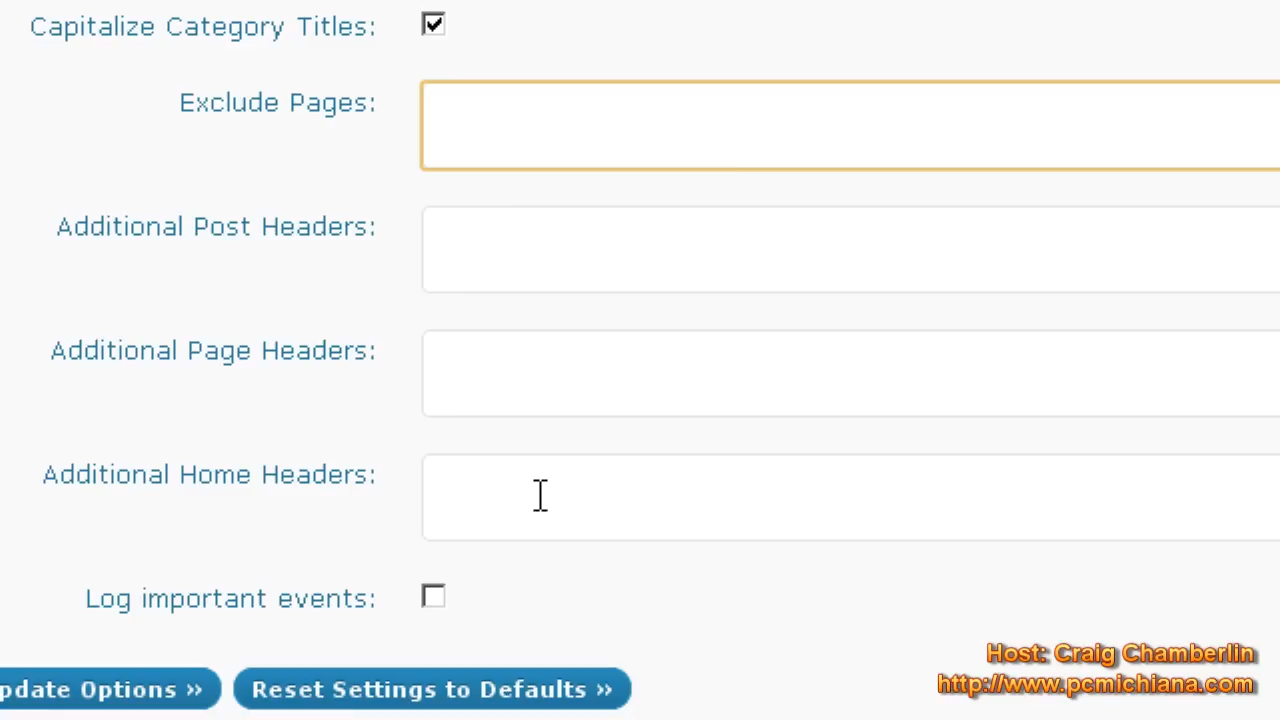 Capitalize Category Titles:
Exclude Pages:
Additional Post Headers:
Additional Page Headers:
Additional Home Headers:
Log important events:
pdate Options »
Reset Settings to Defaults »
Host: Craig Chamberlin
http://www.pcmichiana.com